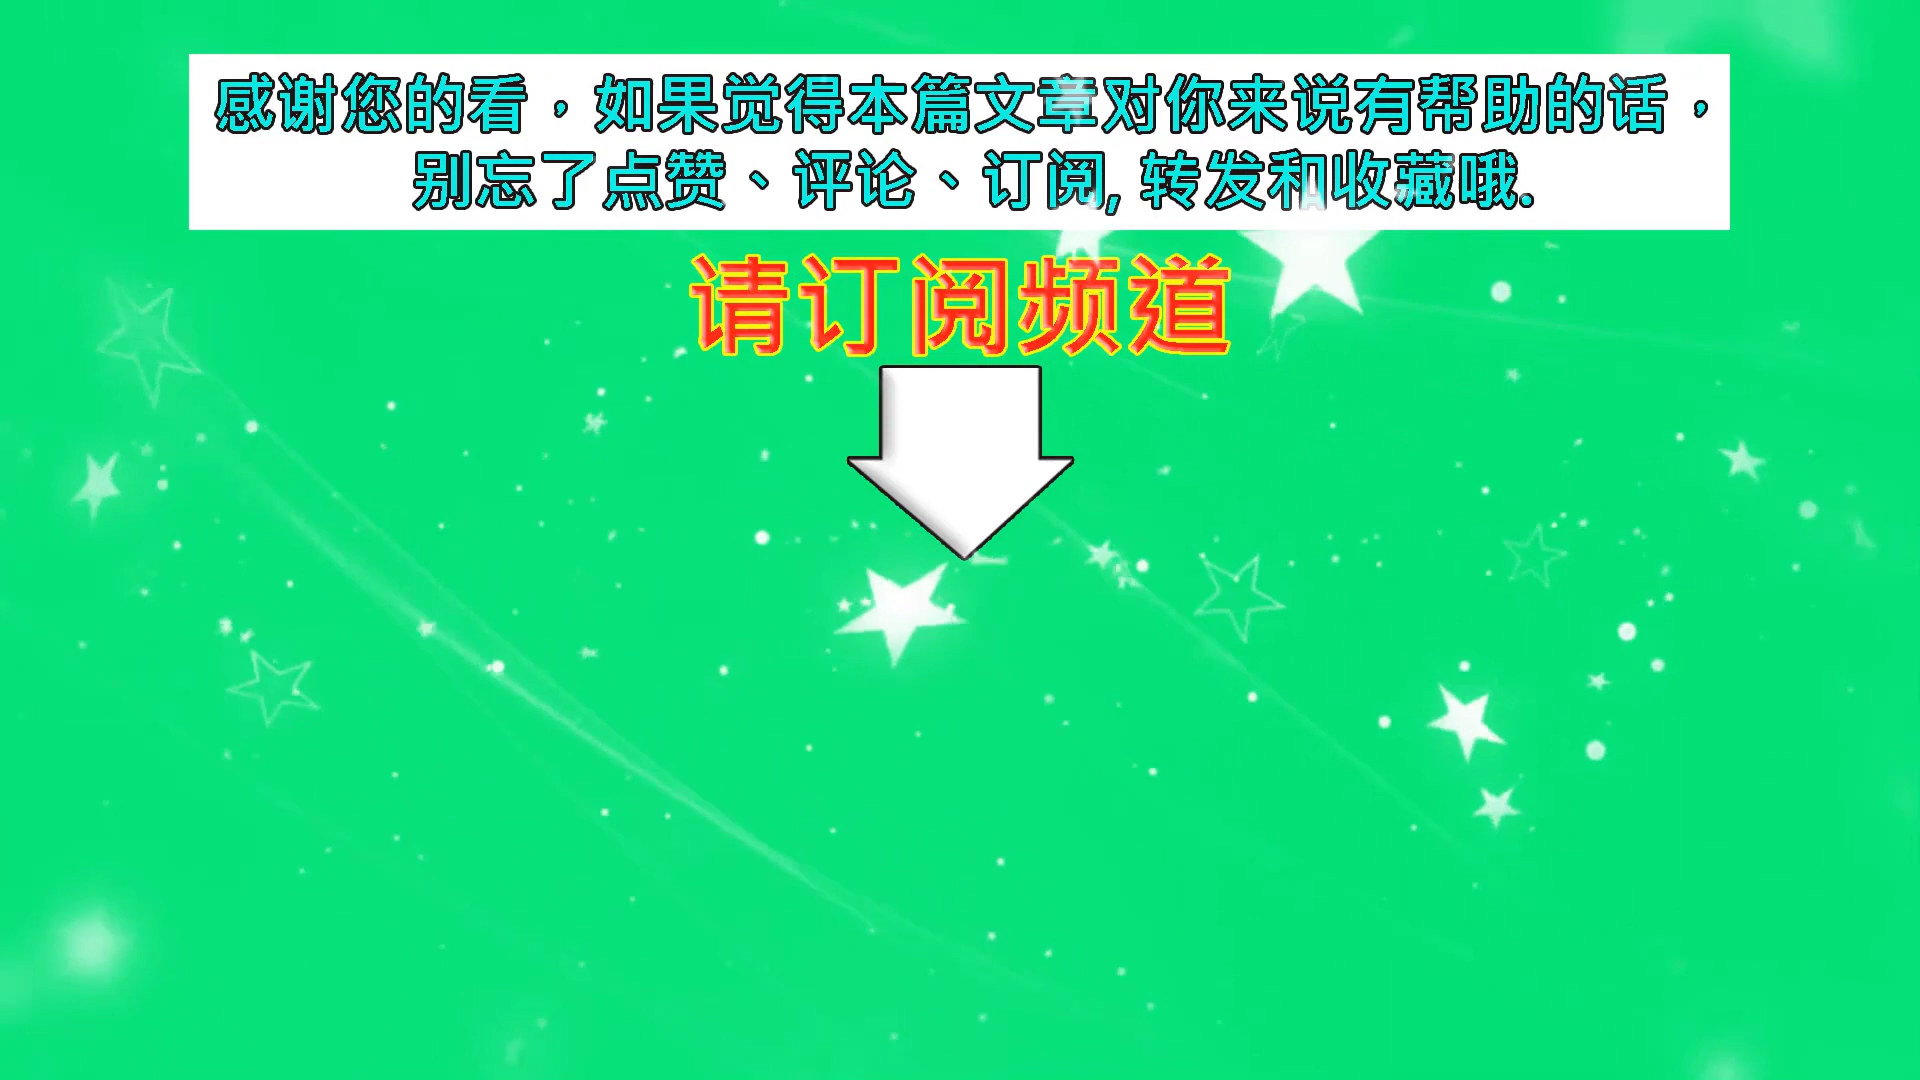 感谢您的看，如果觉得本篇文章对你来说有帮助的话，
别忘了点赞、评论、订阅, 转发和收藏哦.
请订阅频道